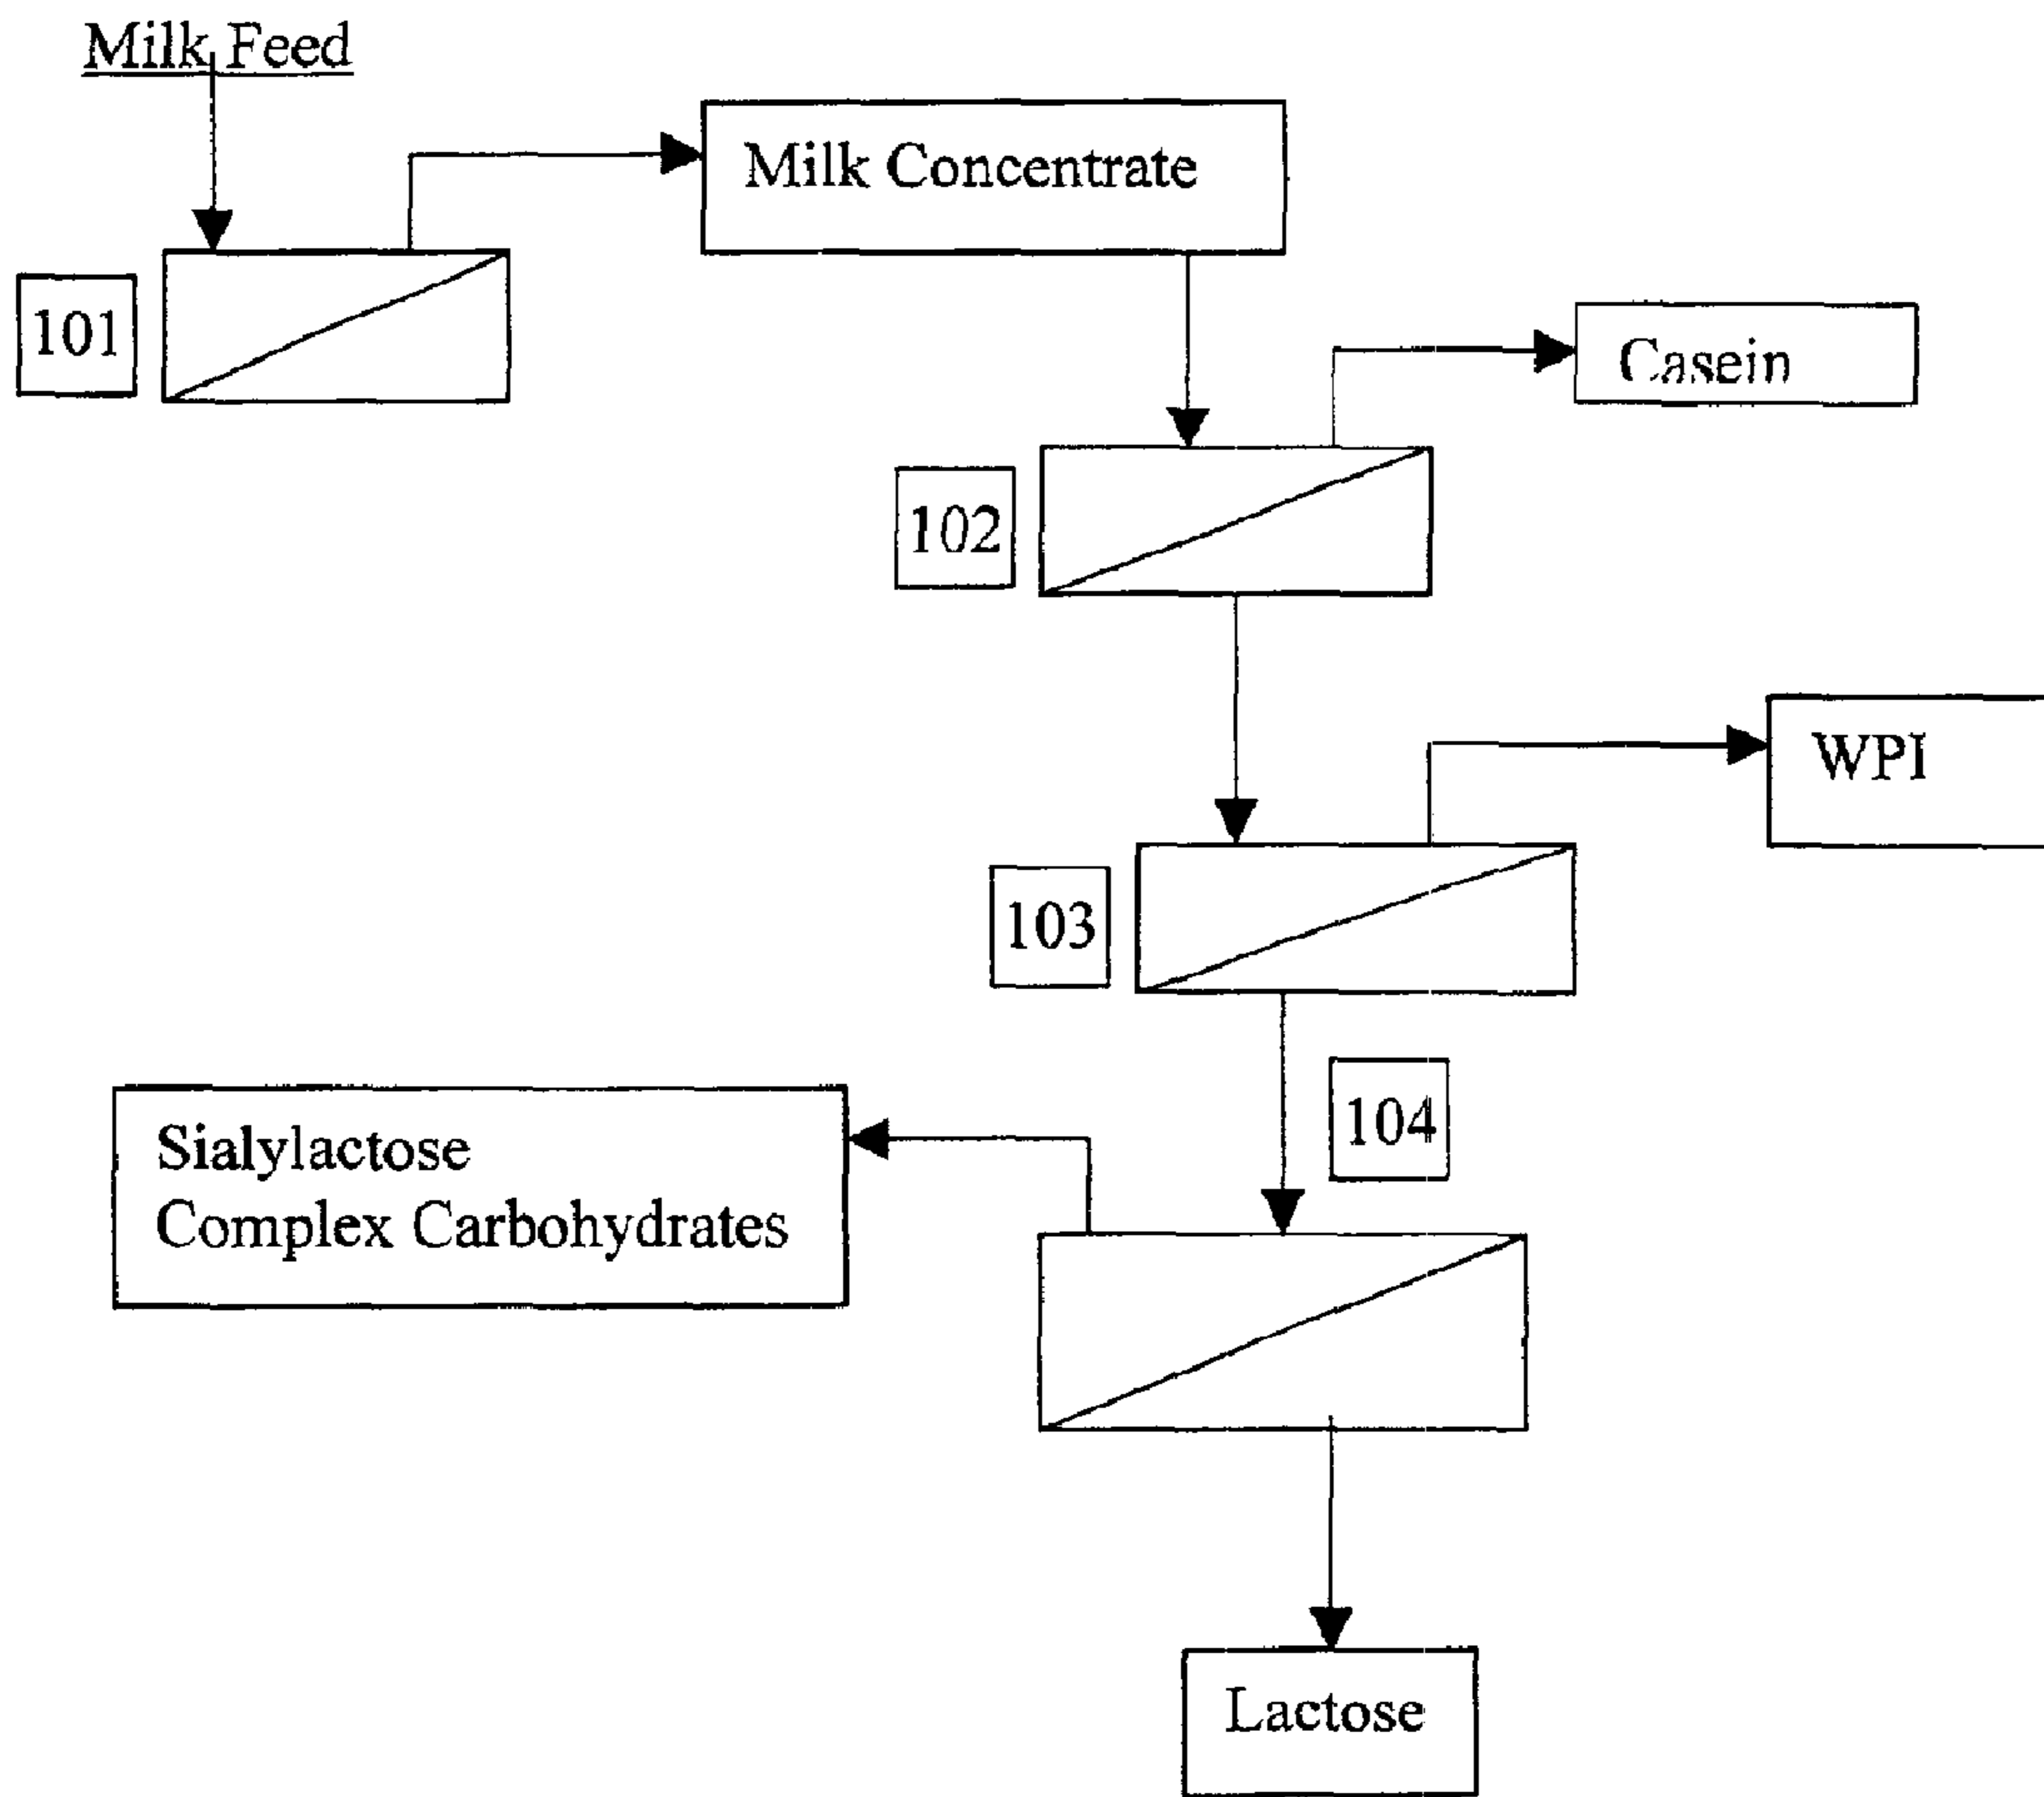 Milk Feed
Milk Concentrate
101
Casein
102
WPI
103
104
Sialylactose
Complex Carbohydrates
Lactose